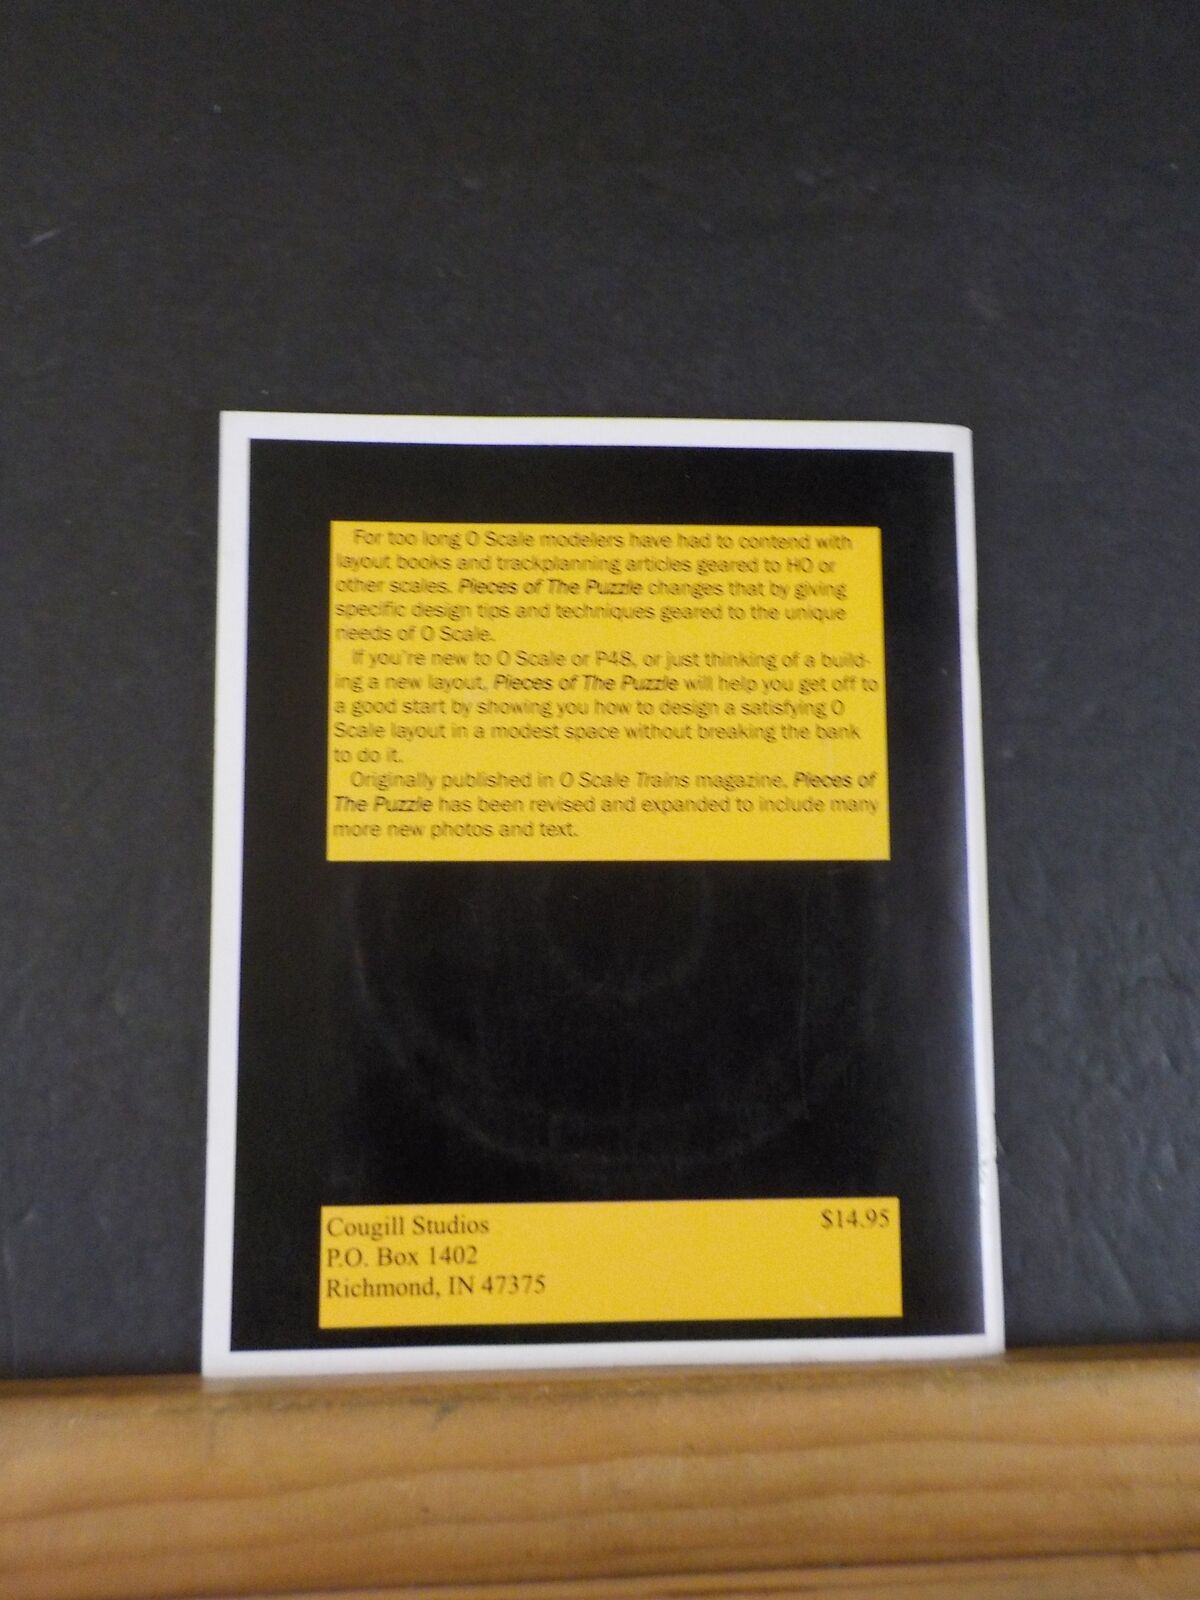 For too long O Scale modelers have had to contend with
layout books and trackplanning articles geared to HO or
other scales. Pieces of The Puzzle changes that by giving
specific design tips and techniques geared to the unique
needs of O Scale.
If you're new to O Scale or P48, or just thinking of a build-
ing a new layout, Pieces of The Puzzle will help you get off to
a good start by showing you how to design a satisfying O
Scale layout in a modest space without breaking the bank
to do it.
Originally published in O Scale Trains magazine, Pieces of
The Puzzle has been revised and expanded to include many
more new photos and text.
Cougill Studios
P.O. Box 1402
Richmond, IN 47375
$14.95